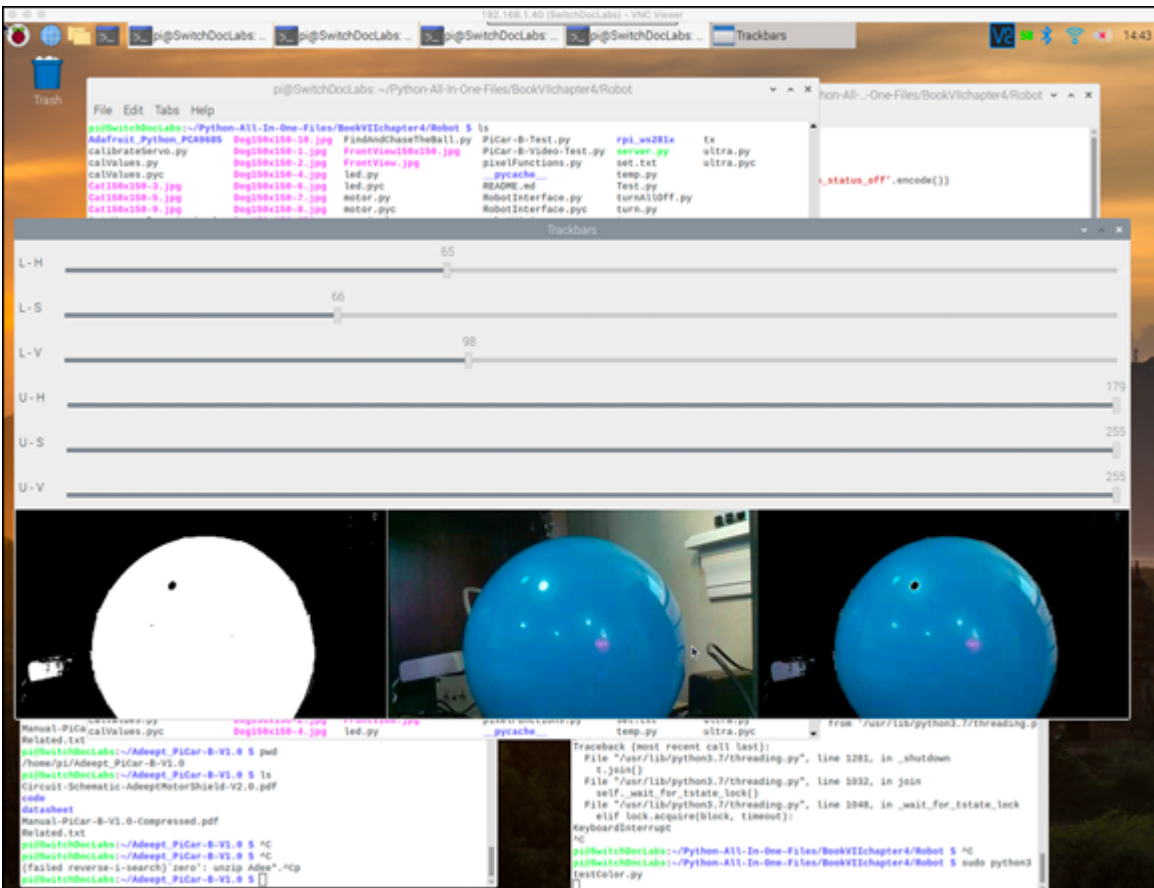 192.168.1.40 (SwitchDocLabs) – VNC Viewer
pi@SwitchDocLabs: ... pi@SwitchDocLabs: ... pi@SwitchDocLabs: ... pi@SwitchDocLabs: ... Trackbars 14:43
Trash
pi@SwitchDocLabs: ~/Python-All-In-One-Files/BookVIIchapter4/Robot
hon-All-...-One-Files/BookVIIchapter4/Robot
File Edit Tabs Help
pi@SwitchDocLabs:~/Python-All-In-One-Files/BookVIIchapter4/Robot $ ls
Adafruit_Python_PCA9685 Dog150x150-10.jpg FindAndChaseTheBall.py PiCar-B-Test.py rpi_ws281x tx
calibrateServo.py Dog150x150-1.jpg FrontView150x150.jpg PiCar-B-Video-Test.py server.py ultra.py
calValues.py Dog150x150-2.jpg FrontView.jpg pixelFunctions.py set.txt ultra.pyc
calValues.pyc Dog150x150-4.jpg led.py __pycache__ temp.py
Cat150x150-3.jpg Dog150x150-6.jpg led.pyc README.md Test.py
Cat150x150-5.jpg Dog150x150-7.jpg motor.py RobotInterface.py turnAllOff.py
Cat150x150-9.jpg Dog150x150-8.jpg motor.pyc RobotInterface.pyc turn.py
_status_off'.encode())
Trackbars
L-H 65
L-S 66
L-V 98
U-H 179
U-S 255
U-V 255
calValues.pyc Dog150x150-4.jpg led.py __pycache__ temp.py ultra.pyc
Related.txt
pi@SwitchDocLabs:~/Adeept_PiCar-B-V1.0 $ pwd
/home/pi/Adeept_PiCar-B-V1.0
pi@SwitchDocLabs:~/Adeept_PiCar-B-V1.0 $ ls
Circuit-Schematic-AdeeptMotorShield-V2.0.pdf
code
datasheet
Manual-PiCar-B-V1.0-Compressed.pdf
Related.txt
pi@SwitchDocLabs:~/Adeept_PiCar-B-V1.0 $ ^C
pi@SwitchDocLabs:~/Adeept_PiCar-B-V1.0 $ ^C
(failed reverse-i-search)`zero': unzip Adee^Cp
pi@SwitchDocLabs:~/Adeept_PiCar-B-V1.0 $
from "/usr/lib/python3.7/threading.p
Traceback (most recent call last):
File "/usr/lib/python3.7/threading.py", line 1281, in _shutdown
t.join()
File "/usr/lib/python3.7/threading.py", line 1032, in join
self._wait_for_tstate_lock()
File "/usr/lib/python3.7/threading.py", line 1048, in _wait_for_tstate_lock
elif lock.acquire(block, timeout):
KeyboardInterrupt
^C
pi@SwitchDocLabs:~/Python-All-In-One-Files/BookVIIchapter4/Robot $ ^C
pi@SwitchDocLabs:~/Python-All-In-One-Files/BookVIIchapter4/Robot $ sudo python3
testColor.py